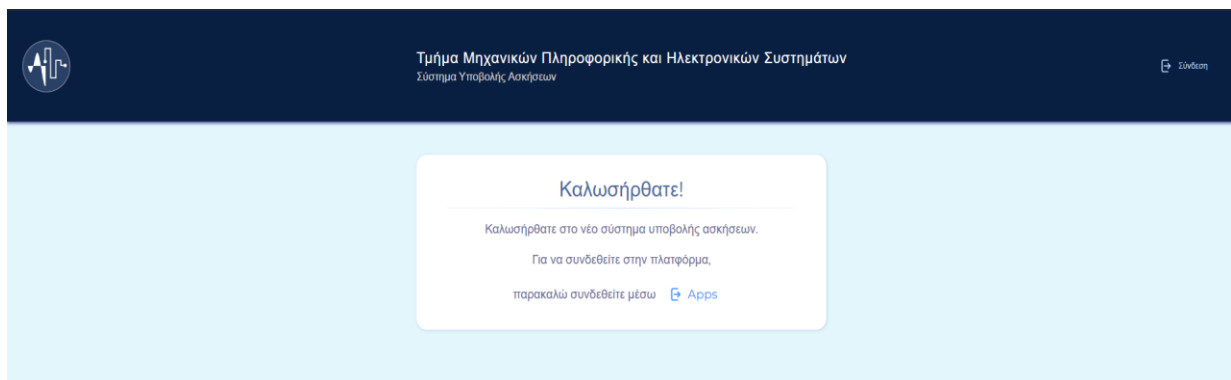 Τμήμα Μηχανικών Πληροφορικής και Ηλεκτρονικών Συστημάτων
Σύστημα Υποβολής Ασκήσεων
Σύνδεση
Καλωσήρθατε!
Καλωσήρθατε στο νέο σύστημα υποβολής ασκήσεων.
Για να συνδεθείτε στην πλατφόρμα,
παρακαλώ συνδεθείτε μέσω Apps